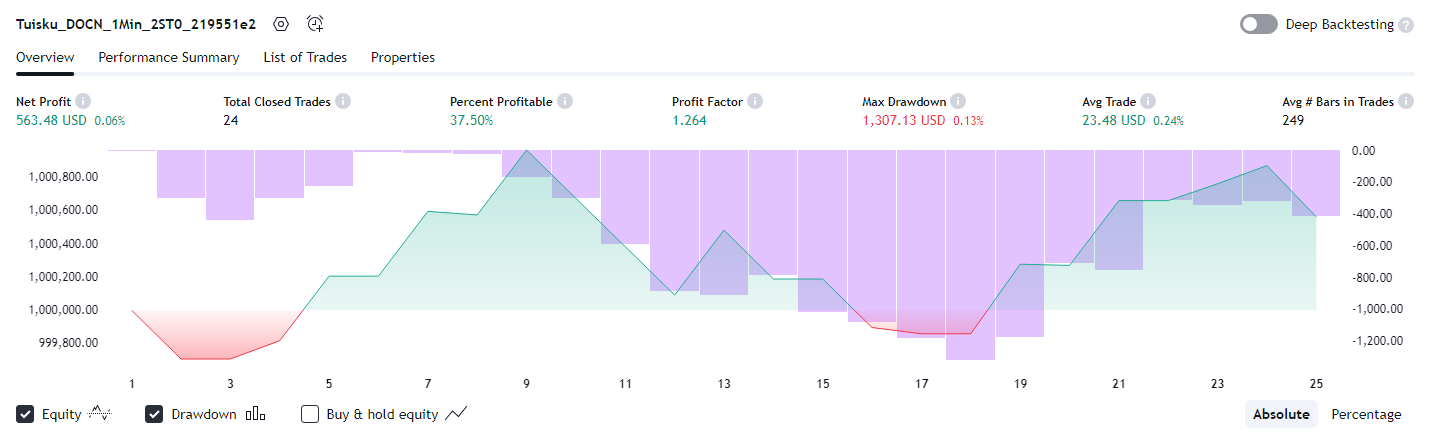 Tuisku_DOCN_1Min_2ST0_219551e2 Deep Backtesting ?
Overview Performance Summary List of Trades Properties
Net Profit i Total Closed Trades i Percent Profitable i Profit Factor i Max Drawdown i Avg Trade i Avg # Bars in Trades i
563.48 USD 0.06% 24 37.50% 1.264 1,307.13 USD 0.13% 23.48 USD 0.24% 249
0.00
1,000,800.00 -200.00
1,000,600.00 -400.00
1,000,400.00 -600.00
1,000,200.00 -800.00
1,000,000.00 -1,000.00
999,800.00 -1,200.00
1 3 5 7 9 11 13 15 17 19 21 23 25
Equity Drawdown Buy & hold equity Absolute Percentage